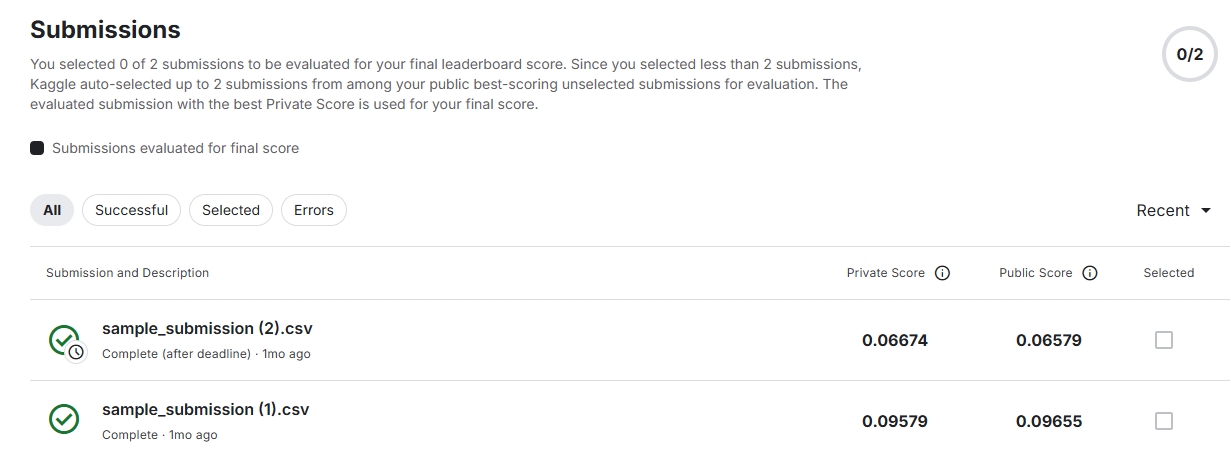 Submissions
0/2
You selected 0 of 2 submissions to be evaluated for your final leaderboard score. Since you selected less than 2 submissions,
Kaggle auto-selected up to 2 submissions from among your public best-scoring unselected submissions for evaluation. The
evaluated submission with the best Private Score is used for your final score.
Submissions evaluated for final score
All Successful Selected Errors Recent
Submission and Description Private Score Public Score Selected
sample_submission (2).csv
Complete (after deadline) · 1mo ago
0.06674 0.06579
sample_submission (1).csv
Complete · 1mo ago
0.09579 0.09655